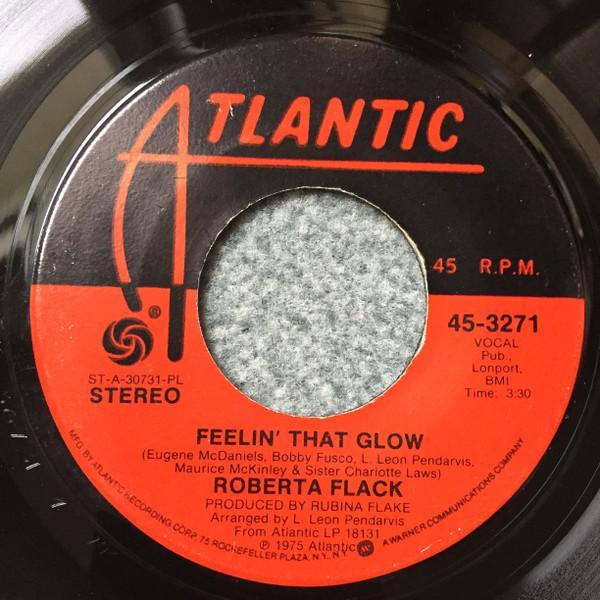 ATLANTIC
45 R.P.M.
®
45-3271
VOCAL
Pub.,
Lonport,
BMI
Time: 3:30
ST-A-30731-PL
STEREO
FEELIN' THAT GLOW
(Eugene McDaniels, Bobby Fusco, L. Leon Pendarvis,
Maurice McKinley & Sister Chariotte Laws)
ROBERTA FLACK
PRODUCED BY RUBINA FLAKE
Arranged by L. Leon Pendarvis
From Atlantic LP 18131
℗ 1975 Atlantic
MFG. BY ATLANTIC RECORDING CORP. 75 ROCKEFELLER PLAZA, N.Y., N.Y. A WARNER COMMUNICATIONS COMPANY